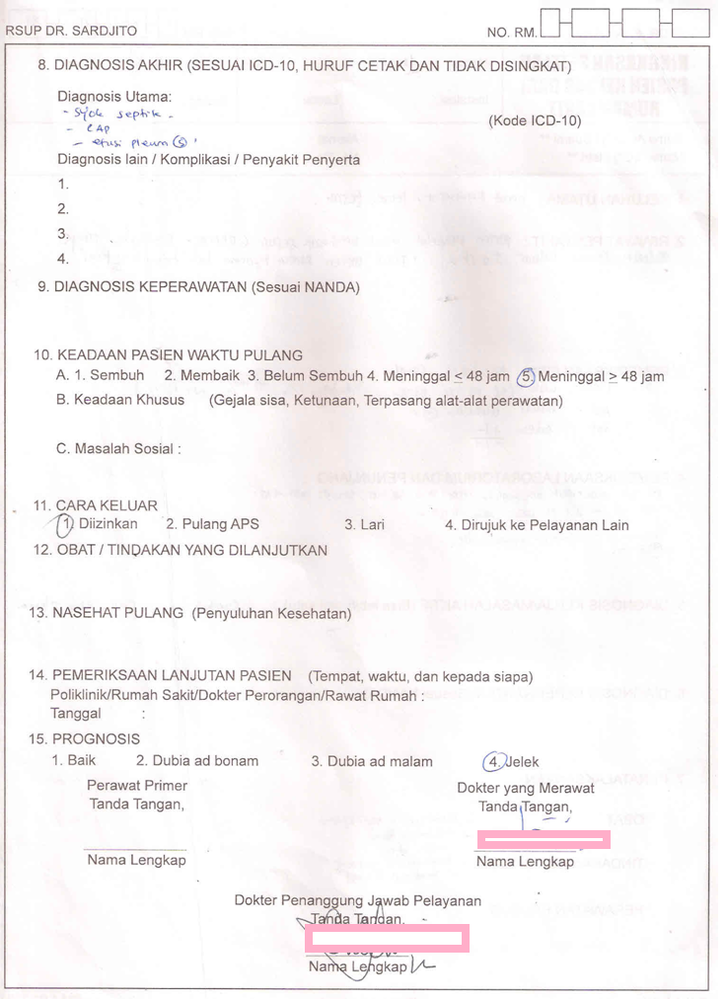 RSUP DR. SARDJITO
NO. RM.
8. DIAGNOSIS AKHIR (SESUAI ICD-10, HURUF CETAK DAN TIDAK DISINGKAT)
Diagnosis Utama:
- Syok septik -
(Kode ICD-10)
- CAP
- efusi pleura (S)
Diagnosis lain / Komplikasi / Penyakit Penyerta
1.
2.
3.
4.
9. DIAGNOSIS KEPERAWATAN (Sesuai NANDA)
10. KEADAAN PASIEN WAKTU PULANG
A. 1. Sembuh 2. Membaik 3. Belum Sembuh 4. Meninggal ≤ 48 jam 5. Meninggal ≥ 48 jam
B. Keadaan Khusus (Gejala sisa, Ketunaan, Terpasang alat-alat perawatan)
C. Masalah Sosial :
11. CARA KELUAR
1. Diizinkan 2. Pulang APS 3. Lari 4. Dirujuk ke Pelayanan Lain
12. OBAT / TINDAKAN YANG DILANJUTKAN
13. NASEHAT PULANG (Penyuluhan Kesehatan)
14. PEMERIKSAAN LANJUTAN PASIEN (Tempat, waktu, dan kepada siapa)
Poliklinik/Rumah Sakit/Dokter Perorangan/Rawat Rumah :
Tanggal :
15. PROGNOSIS
1. Baik 2. Dubia ad bonam 3. Dubia ad malam 4. Jelek
Perawat Primer Dokter yang Merawat
Tanda Tangan, Tanda Tangan,
Nama Lengkap Nama Lengkap
Dokter Penanggung Jawab Pelayanan
Tanda Tangan,
Nama Lengkap